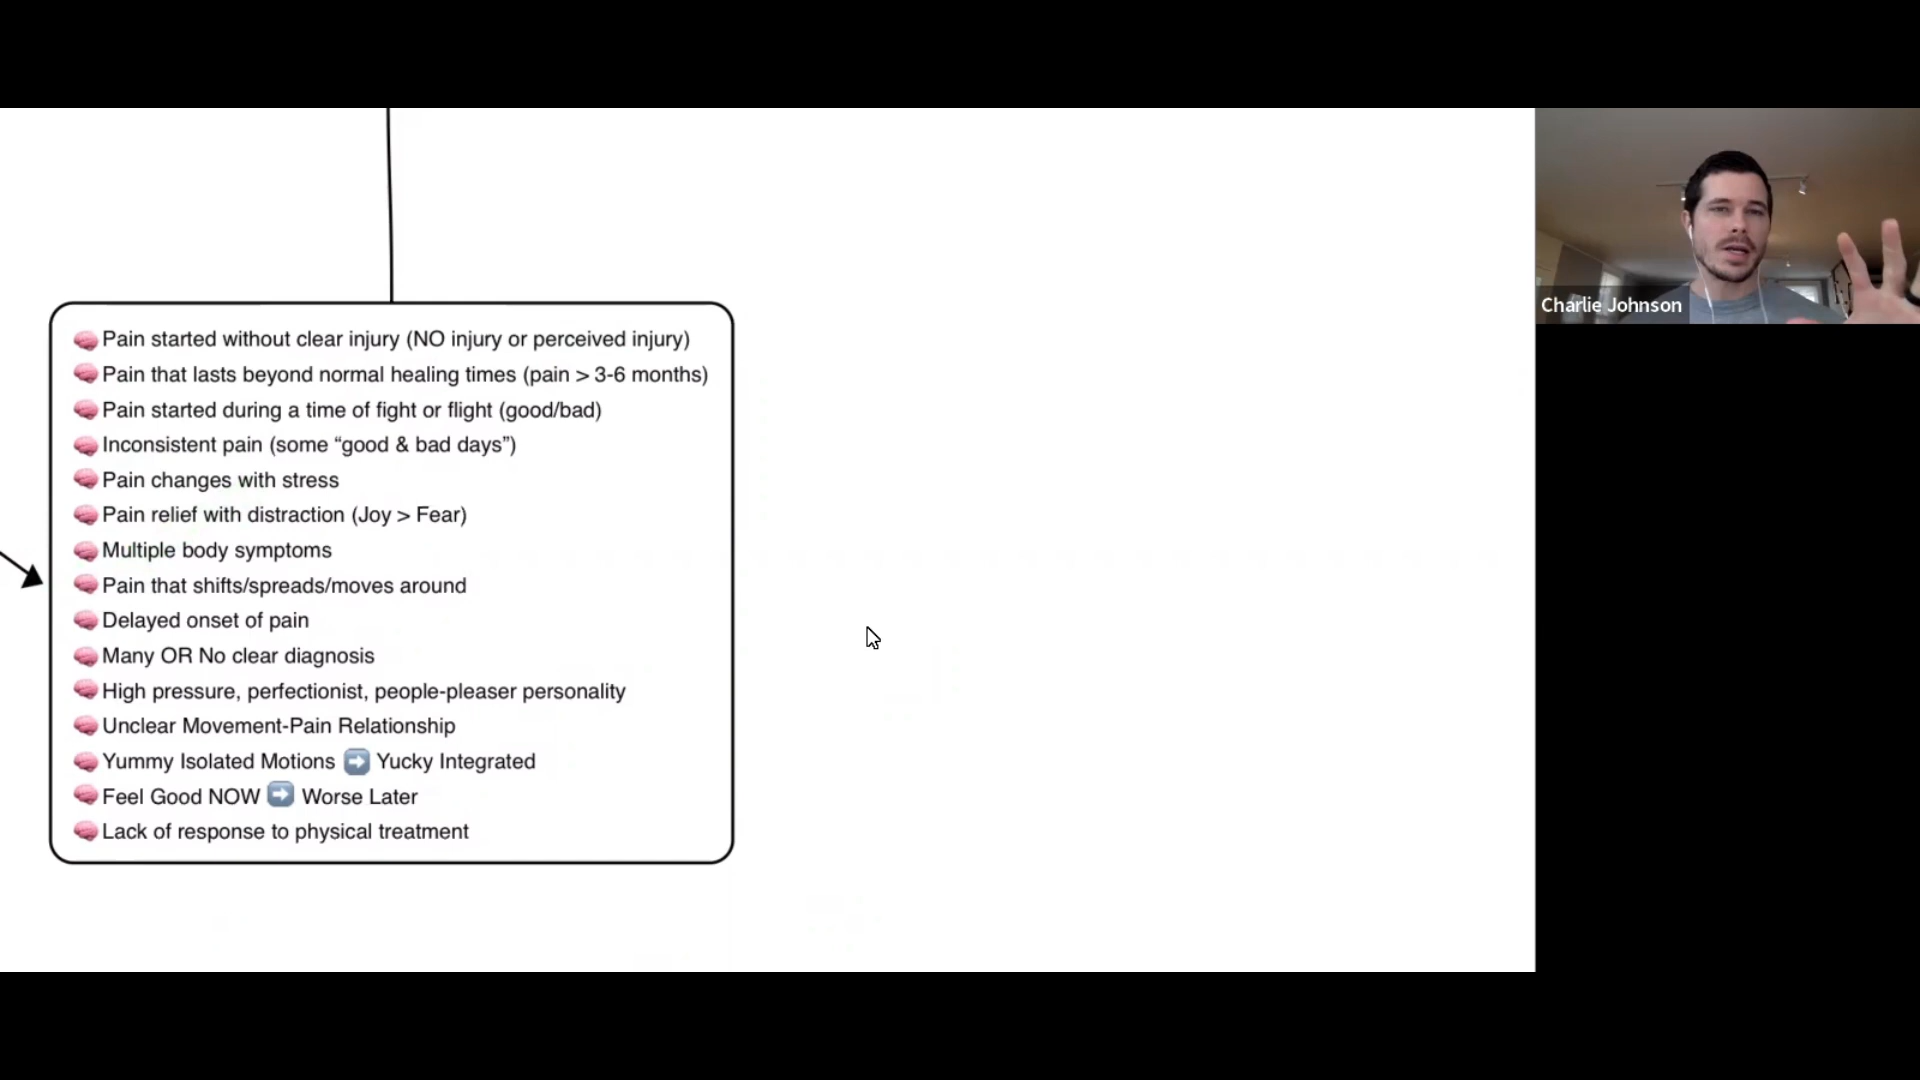 🧠 Pain started without clear injury (NO injury or perceived injury)
🧠 Pain that lasts beyond normal healing times (pain > 3-6 months)
🧠 Pain started during a time of fight or flight (good/bad)
🧠 Inconsistent pain (some “good & bad days”)
🧠 Pain changes with stress
🧠 Pain relief with distraction (Joy > Fear)
🧠 Multiple body symptoms
🧠 Pain that shifts/spreads/moves around
🧠 Delayed onset of pain
🧠 Many OR No clear diagnosis
🧠 High pressure, perfectionist, people-pleaser personality
🧠 Unclear Movement-Pain Relationship
🧠 Yummy Isolated Motions ➡️ Yucky Integrated
🧠 Feel Good NOW ➡️ Worse Later
🧠 Lack of response to physical treatment
Charlie Johnson